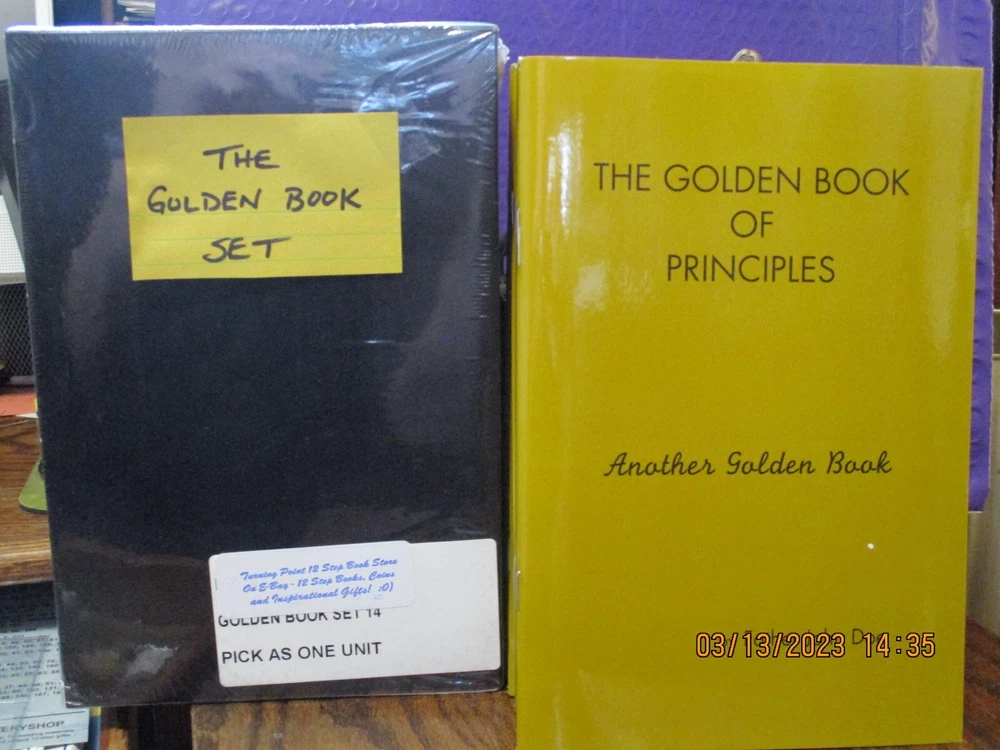 THE
GOLDEN BOOK
SET
Turning Point 12 Step Book Store
On E-Bay - 12 Step Books, Coins
and Inspirational Gifts! :O)
GOLDEN BOOK SET 14
PICK AS ONE UNIT
THE GOLDEN BOOK
OF
PRINCIPLES
Another Golden Book
03/13/2023 14:35